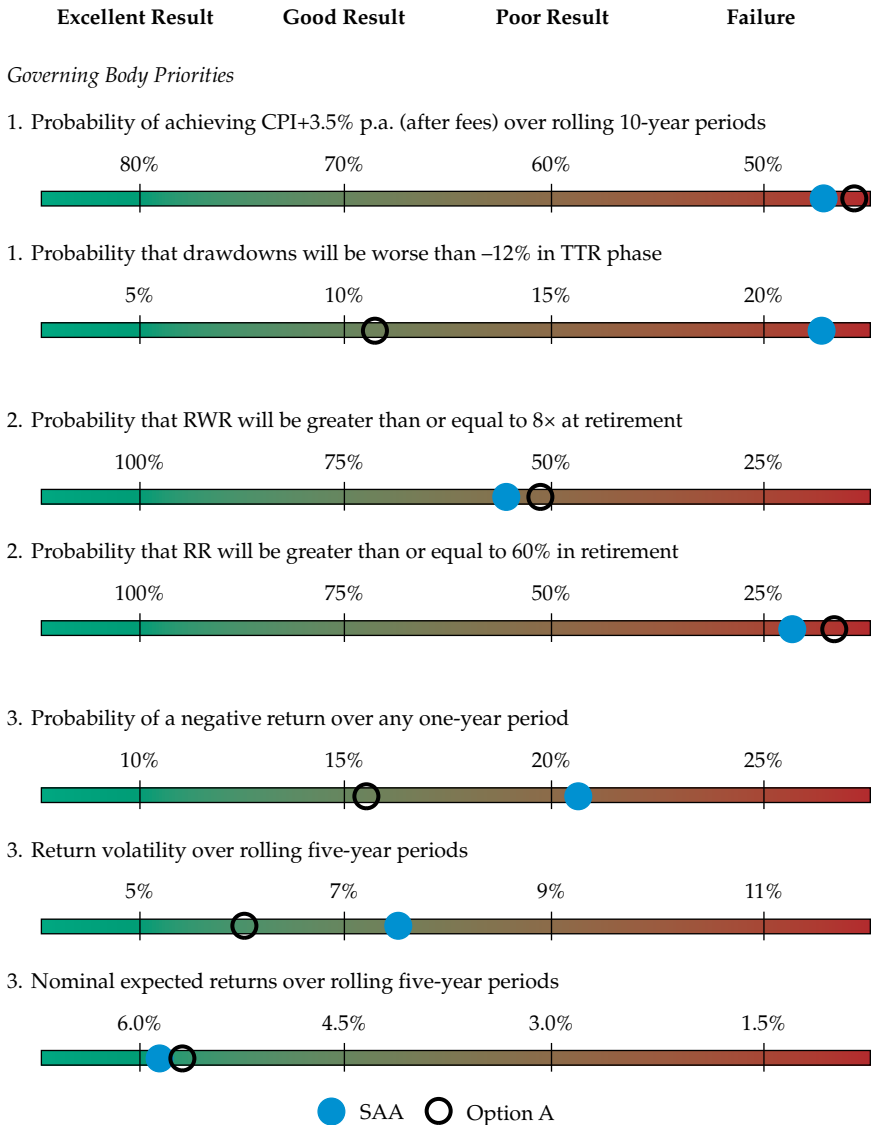 Excellent Result Good Result Poor Result Failure
Governing Body Priorities
1. Probability of achieving CPI+3.5% p.a. (after fees) over rolling 10-year periods
80% 70% 60% 50%
1. Probability that drawdowns will be worse than –12% in TTR phase
5% 10% 15% 20%
2. Probability that RWR will be greater than or equal to 8× at retirement
100% 75% 50% 25%
2. Probability that RR will be greater than or equal to 60% in retirement
100% 75% 50% 25%
3. Probability of a negative return over any one-year period
10% 15% 20% 25%
3. Return volatility over rolling five-year periods
5% 7% 9% 11%
3. Nominal expected returns over rolling five-year periods
6.0% 4.5% 3.0% 1.5%
SAA Option A